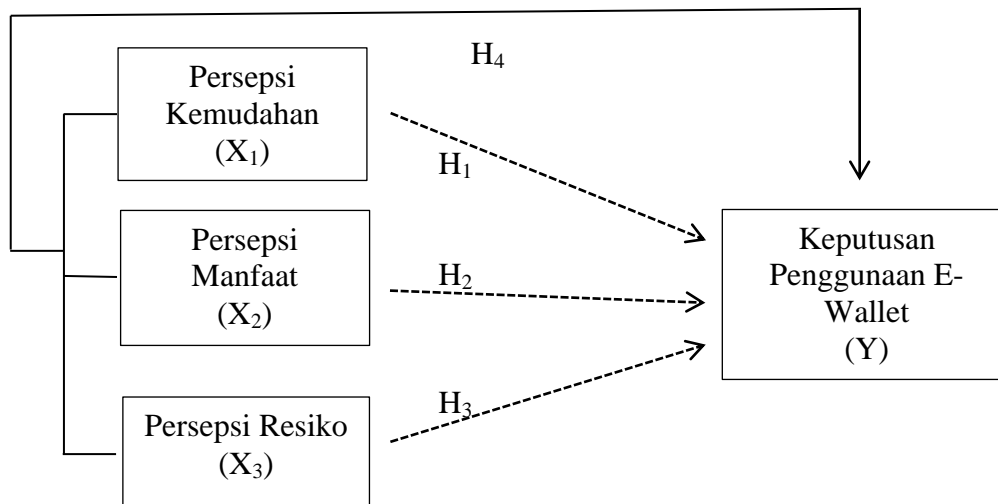 H₄
Persepsi
Kemudahan
(X₁)
H₁
Persepsi
Manfaat
(X₂)
H₂
Keputusan
Penggunaan E-
Wallet
(Y)
H₃
Persepsi Resiko
(X₃)